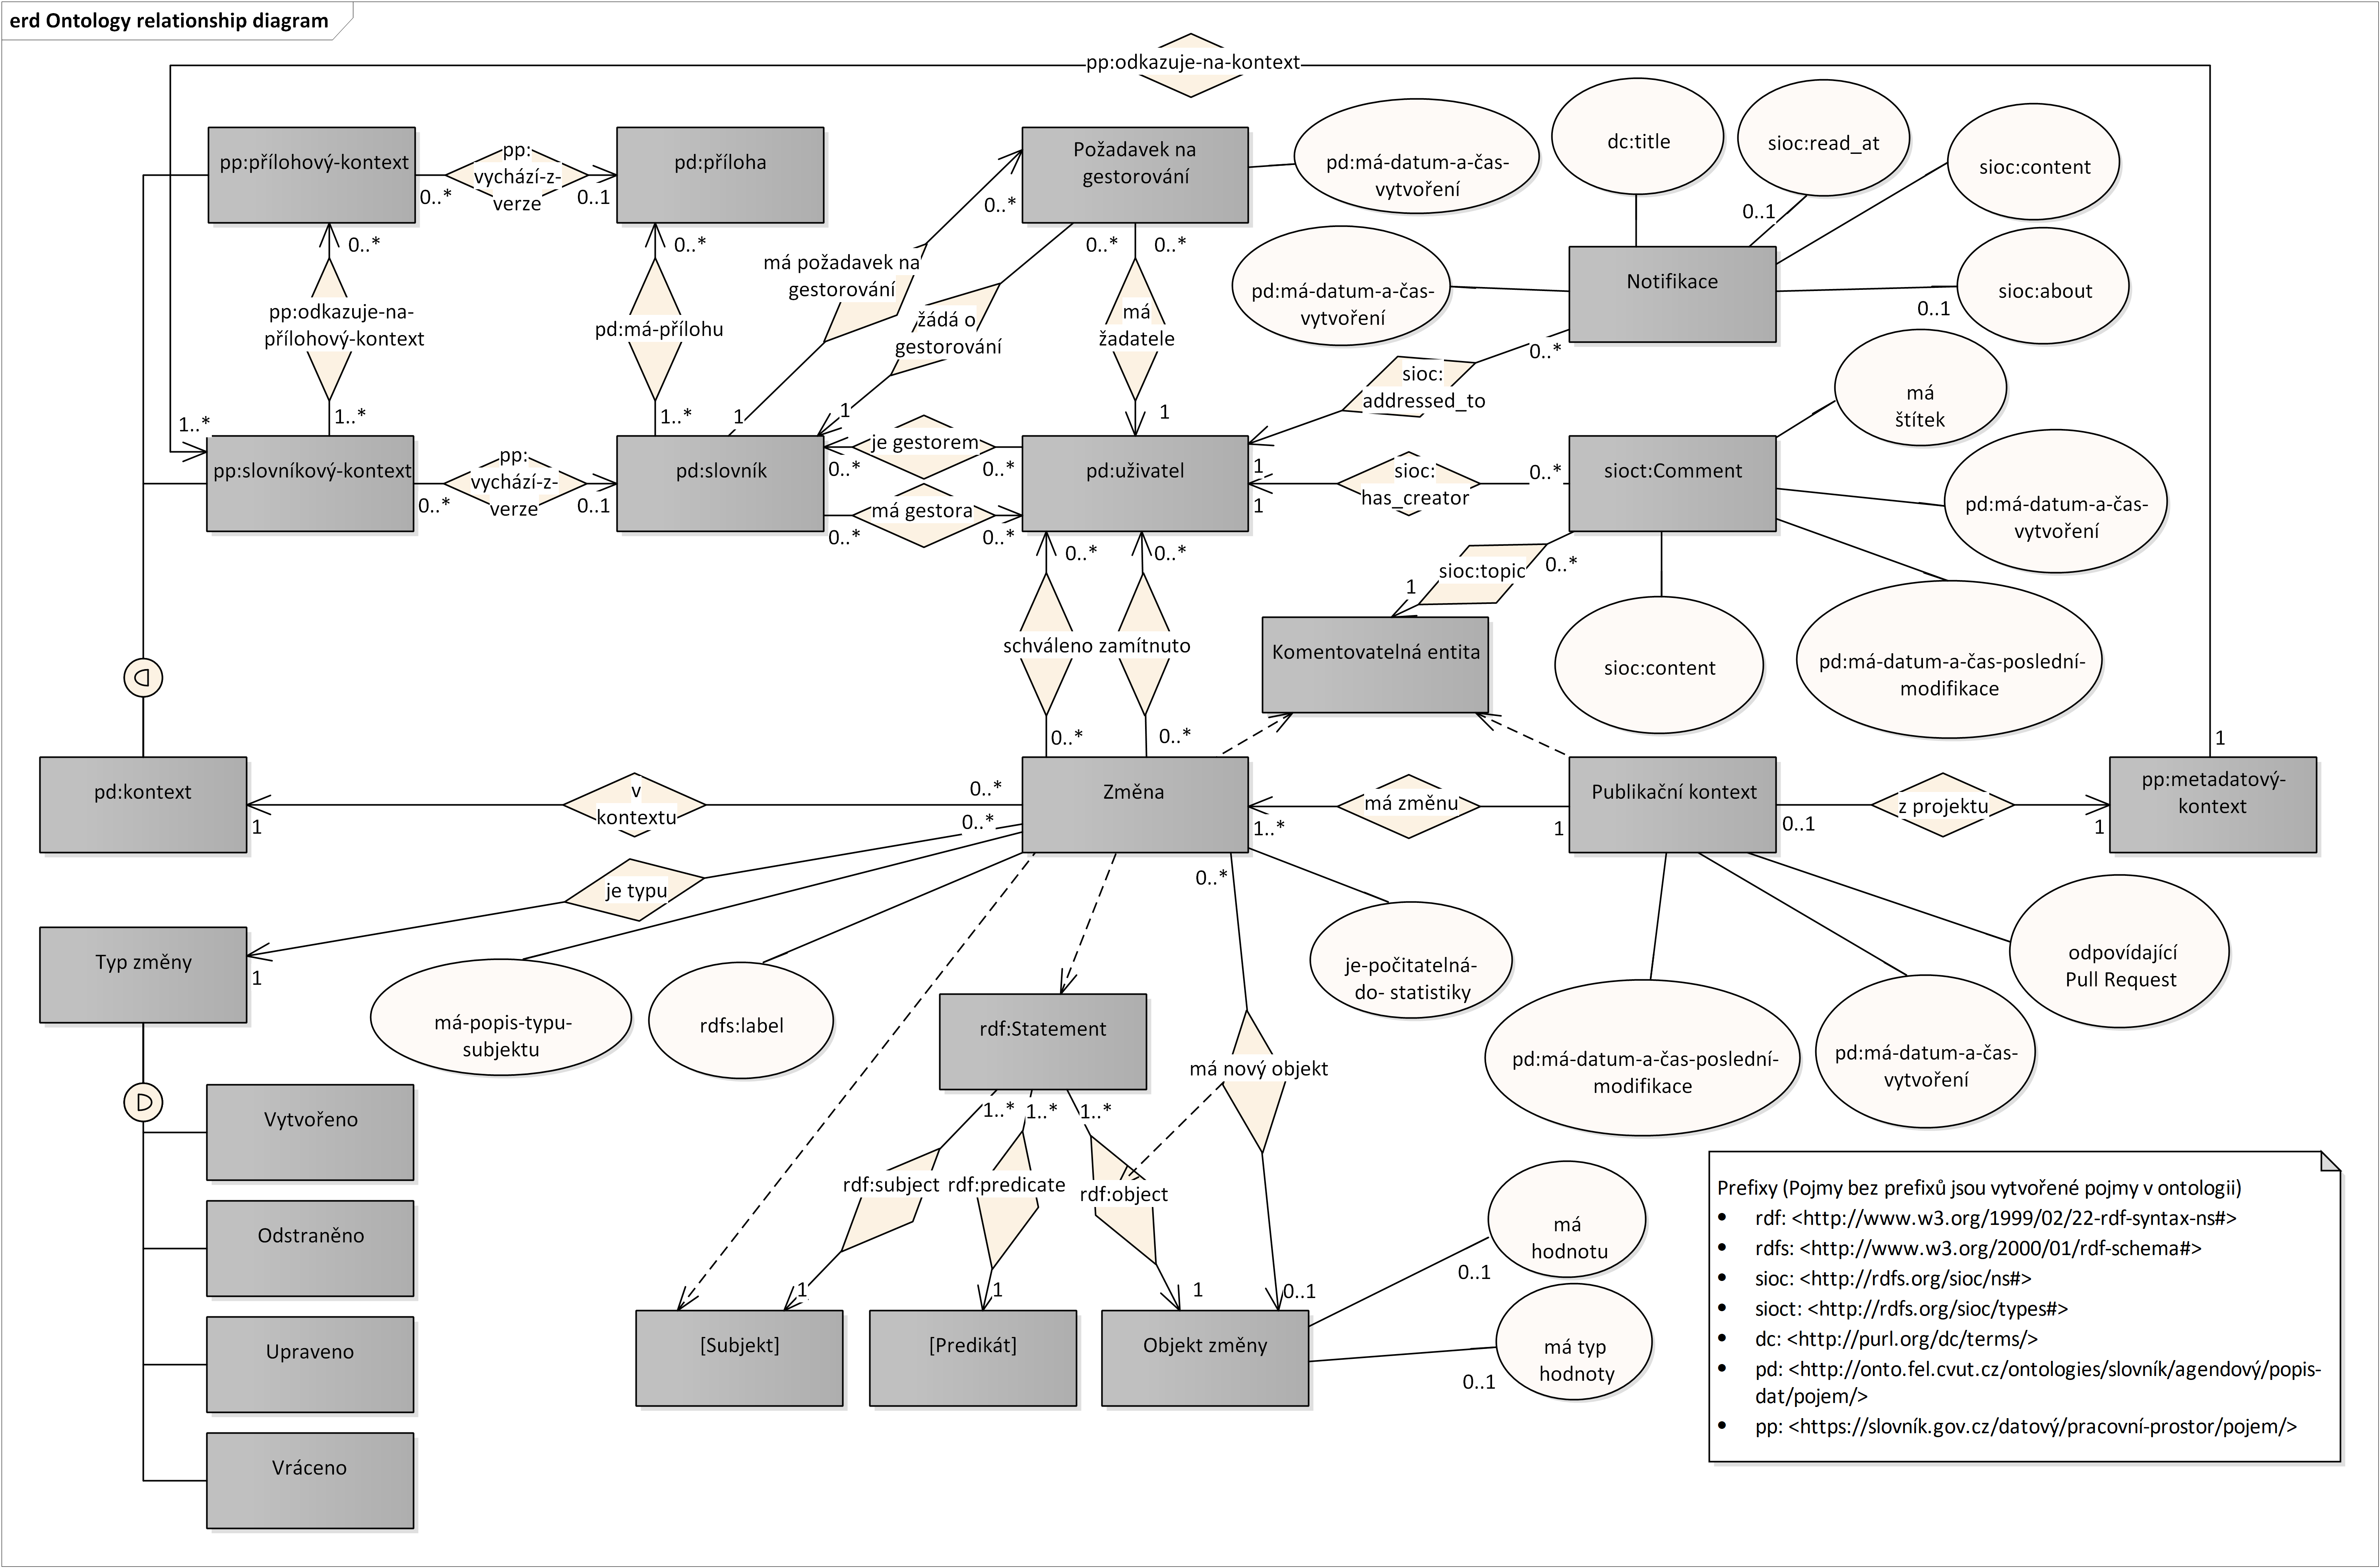 erd Ontology relationship diagram
pp:odkazuje-na-kontext
pp:přílohový-kontext
0..*
pp:
vychází-z-
verze
0..1
pd:příloha
Požadavek na
gestorování
0..*
pd:má-datum-a-čas-
vytvoření
dc:title
sioc:read_at
0..1
sioc:content
Notifikace
pd:má-datum-a-čas-
vytvoření
sioc:about
0..1
0..*
pp:odkazuje-na-
přílohový-kontext
1..*
0..*
pd:má-přílohu
1..*
má požadavek na
gestorování
1
žádá o
gestorování
1
0..*
0..*
má
žadatele
1
0..*
sioc:
addressed_to
1
má
štítek
1..*
pp:slovníkový-kontext
0..*
pp:
vychází-z-
verze
0..1
pd:slovník
je gestorem
0..*
0..*
má gestora
0..*
0..*
pd:uživatel
sioc:
has_creator
0..*
1
sioct:Comment
pd:má-datum-a-čas-
vytvoření
0..*
0..*
schváleno
zamítnuto
0..*
0..*
sioc:topic
0..*
1
Komentovatelná entita
sioc:content
pd:má-datum-a-čas-poslední-
modifikace
pd:kontext
1
v
kontextu
0..*
Změna
1..*
má změnu
1
Publikační kontext
0..1
z projektu
1
1
pp:metadatový-
kontext
0..*
je typu
1
Typ změny
má-popis-typu-
subjektu
rdfs:label
0..*
je-počitatelná-
do- statistiky
odpovídající
Pull Request
pd:má-datum-a-čas-poslední-
modifikace
pd:má-datum-a-čas-
vytvoření
rdf:Statement
má nový objekt
0..1
Vytvořeno
Odstraněno
Upraveno
Vráceno
1..*
1..*
1..*
rdf:subject
rdf:predicate
rdf:object
1
1
1
[Subjekt]
[Predikát]
Objekt změny
má
hodnotu
0..1
má typ
hodnoty
0..1
Prefixy (Pojmy bez prefixů jsou vytvořené pojmy v ontologii)
• rdf: <http://www.w3.org/1999/02/22-rdf-syntax-ns#>
• rdfs: <http://www.w3.org/2000/01/rdf-schema#>
• sioc: <http://rdfs.org/sioc/ns#>
• sioct: <http://rdfs.org/sioc/types#>
• dc: <http://purl.org/dc/terms/>
• pd: <http://onto.fel.cvut.cz/ontologies/slovník/agendový/popis-
dat/pojem/>
• pp: <https://slovník.gov.cz/datový/pracovní-prostor/pojem/>